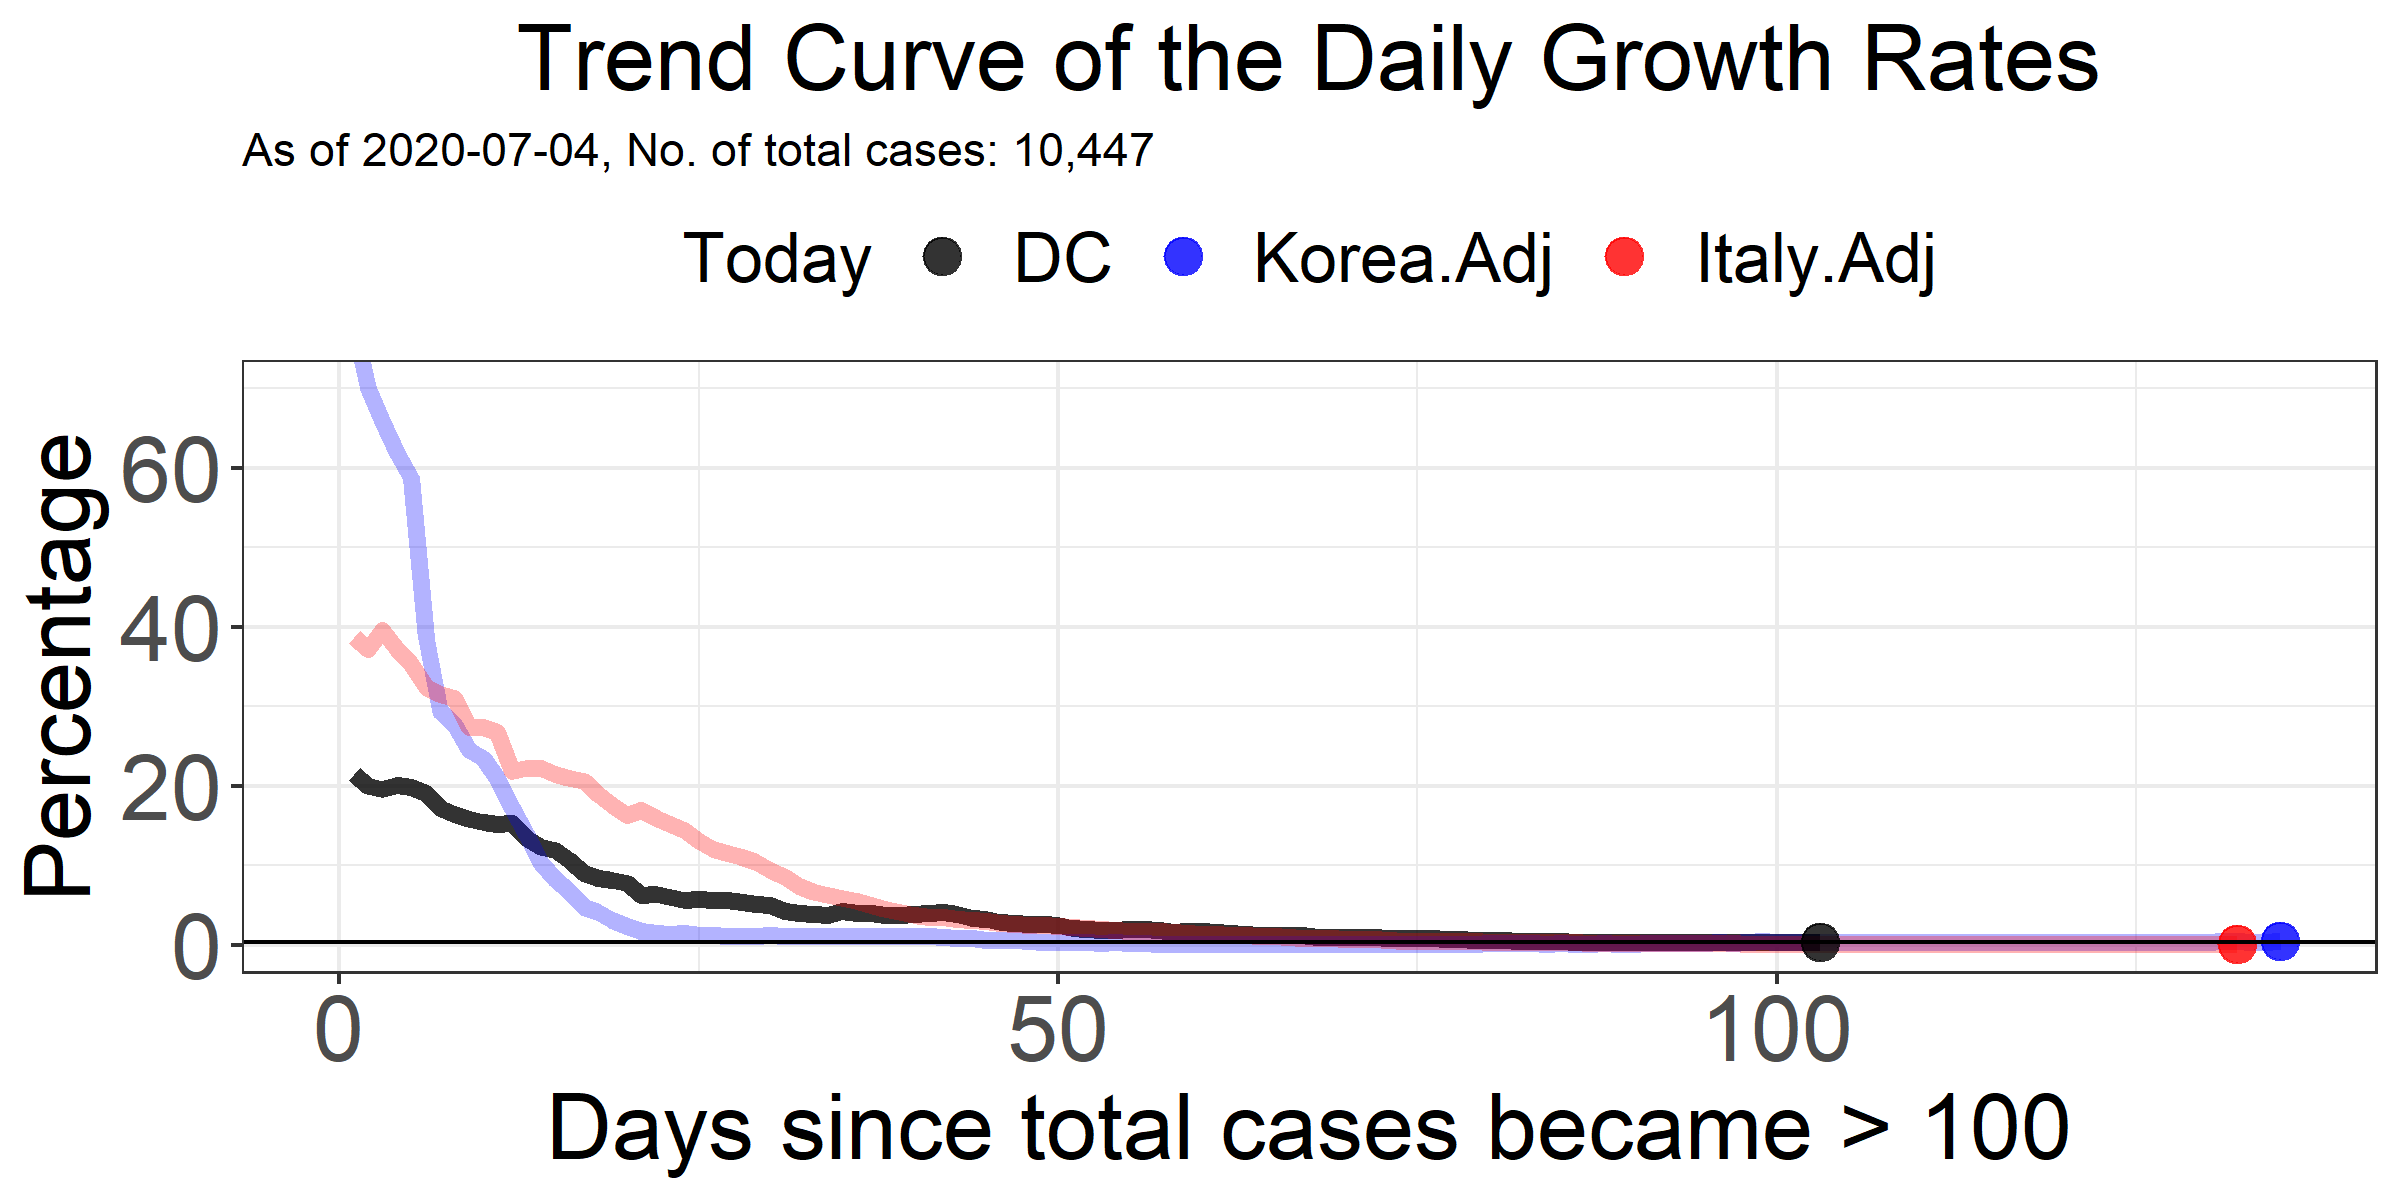 Trend Curve of the Daily Growth Rates
As of 2020-07-04, No. of total cases: 10,447
Today DC Korea.Adj Italy.Adj
Percentage
60
40
20
0
0 50 100
Days since total cases became > 100